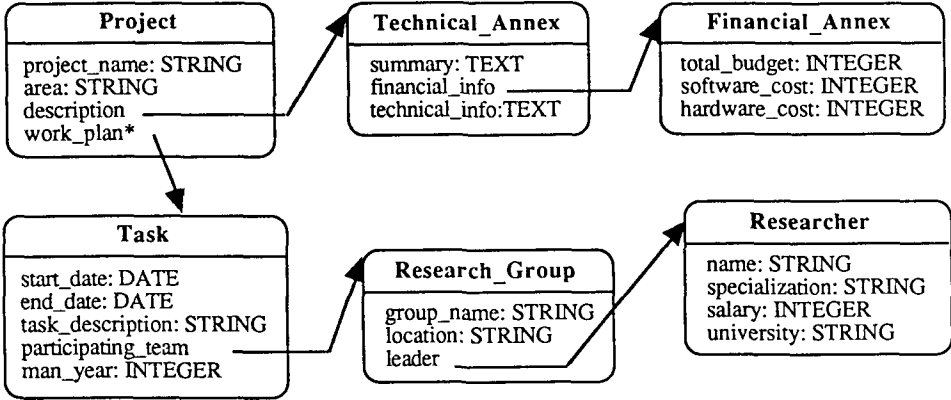 Project
project_name: STRING
area: STRING
description
work_plan*
Technical_Annex
summary: TEXT
financial_info
technical_info:TEXT
Financial_Annex
total_budget: INTEGER
software_cost: INTEGER
hardware_cost: INTEGER
Task
start_date: DATE
end_date: DATE
task_description: STRING
participating_team
man_year: INTEGER
Research_Group
group_name: STRING
location: STRING
leader
Researcher
name: STRING
specialization: STRING
salary: INTEGER
university: STRING